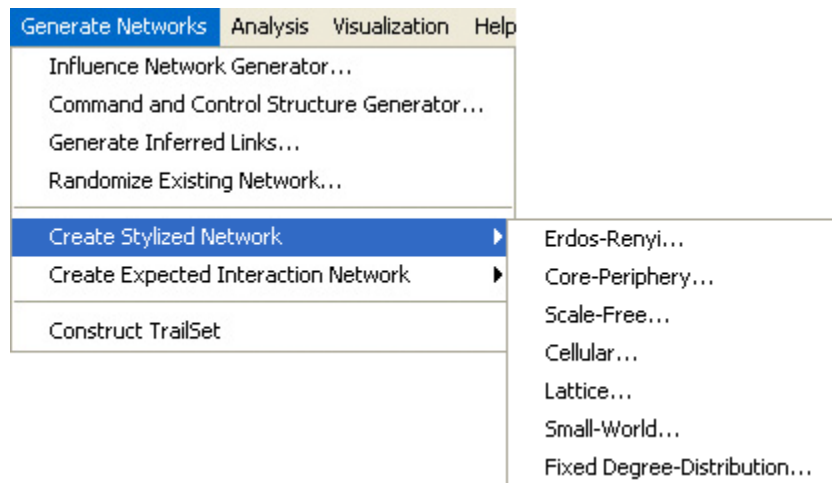 Generate Networks Analysis Visualization Help
Influence Network Generator...
Command and Control Structure Generator...
Generate Inferred Links...
Randomize Existing Network...
Create Stylized Network
Create Expected Interaction Network
Construct TrailSet
Erdos-Renyi...
Core-Periphery...
Scale-Free...
Cellular...
Lattice...
Small-World...
Fixed Degree-Distribution...